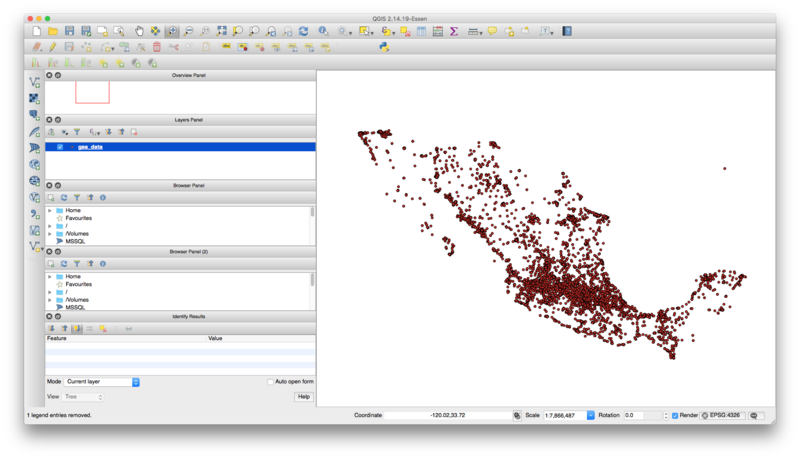 QGIS 2.14.19-Essen
Overview Panel
Layers Panel
gas_data
Browser Panel
Home
Favourites
/
/Volumes
MSSQL
Browser Panel (2)
Home
Favourites
/
/Volumes
MSSQL
Identify Results
Feature Value
Mode Current layer Auto open form
View Tree Help
1 legend entries removed. Coordinate -120.02,33.72 Scale 1:7,866,487 Rotation 0.0 Render EPSG:4326